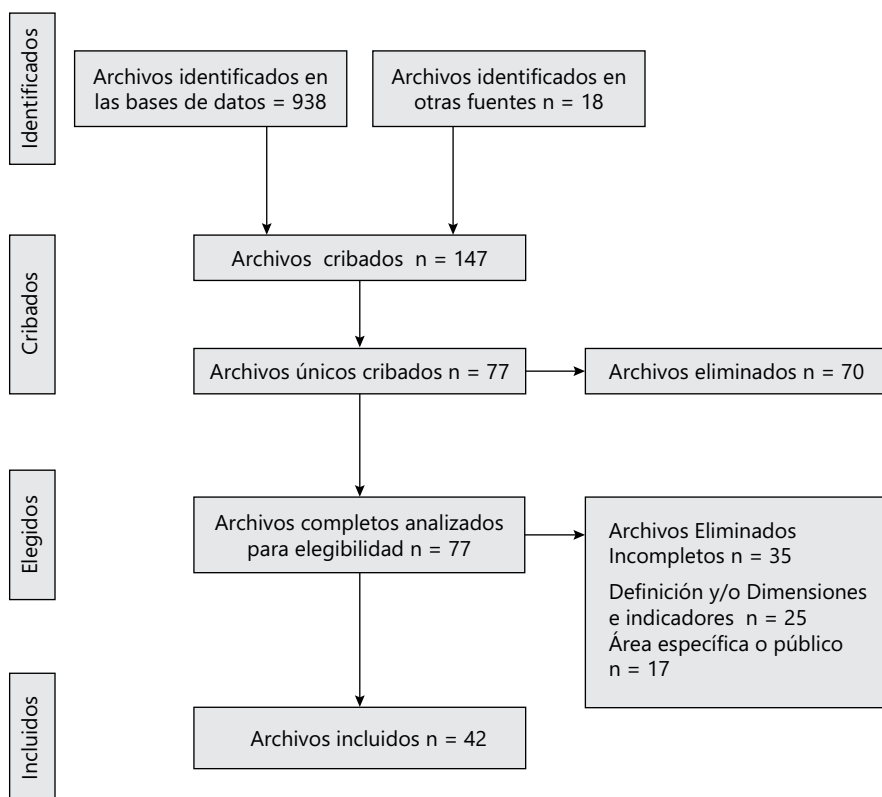 Identificados
Archivos identificados en
las bases de datos = 938
Archivos identificados en
otras fuentes n = 18
Cribados
Archivos cribados n = 147
Archivos únicos cribados n = 77
Archivos eliminados n = 70
Elegidos
Archivos completos analizados
para elegibilidad n = 77
Archivos Eliminados
Incompletos n = 35
Definición y/o Dimensiones
e indicadores n = 25
Área específica o público
n = 17
Incluidos
Archivos incluidos n = 42